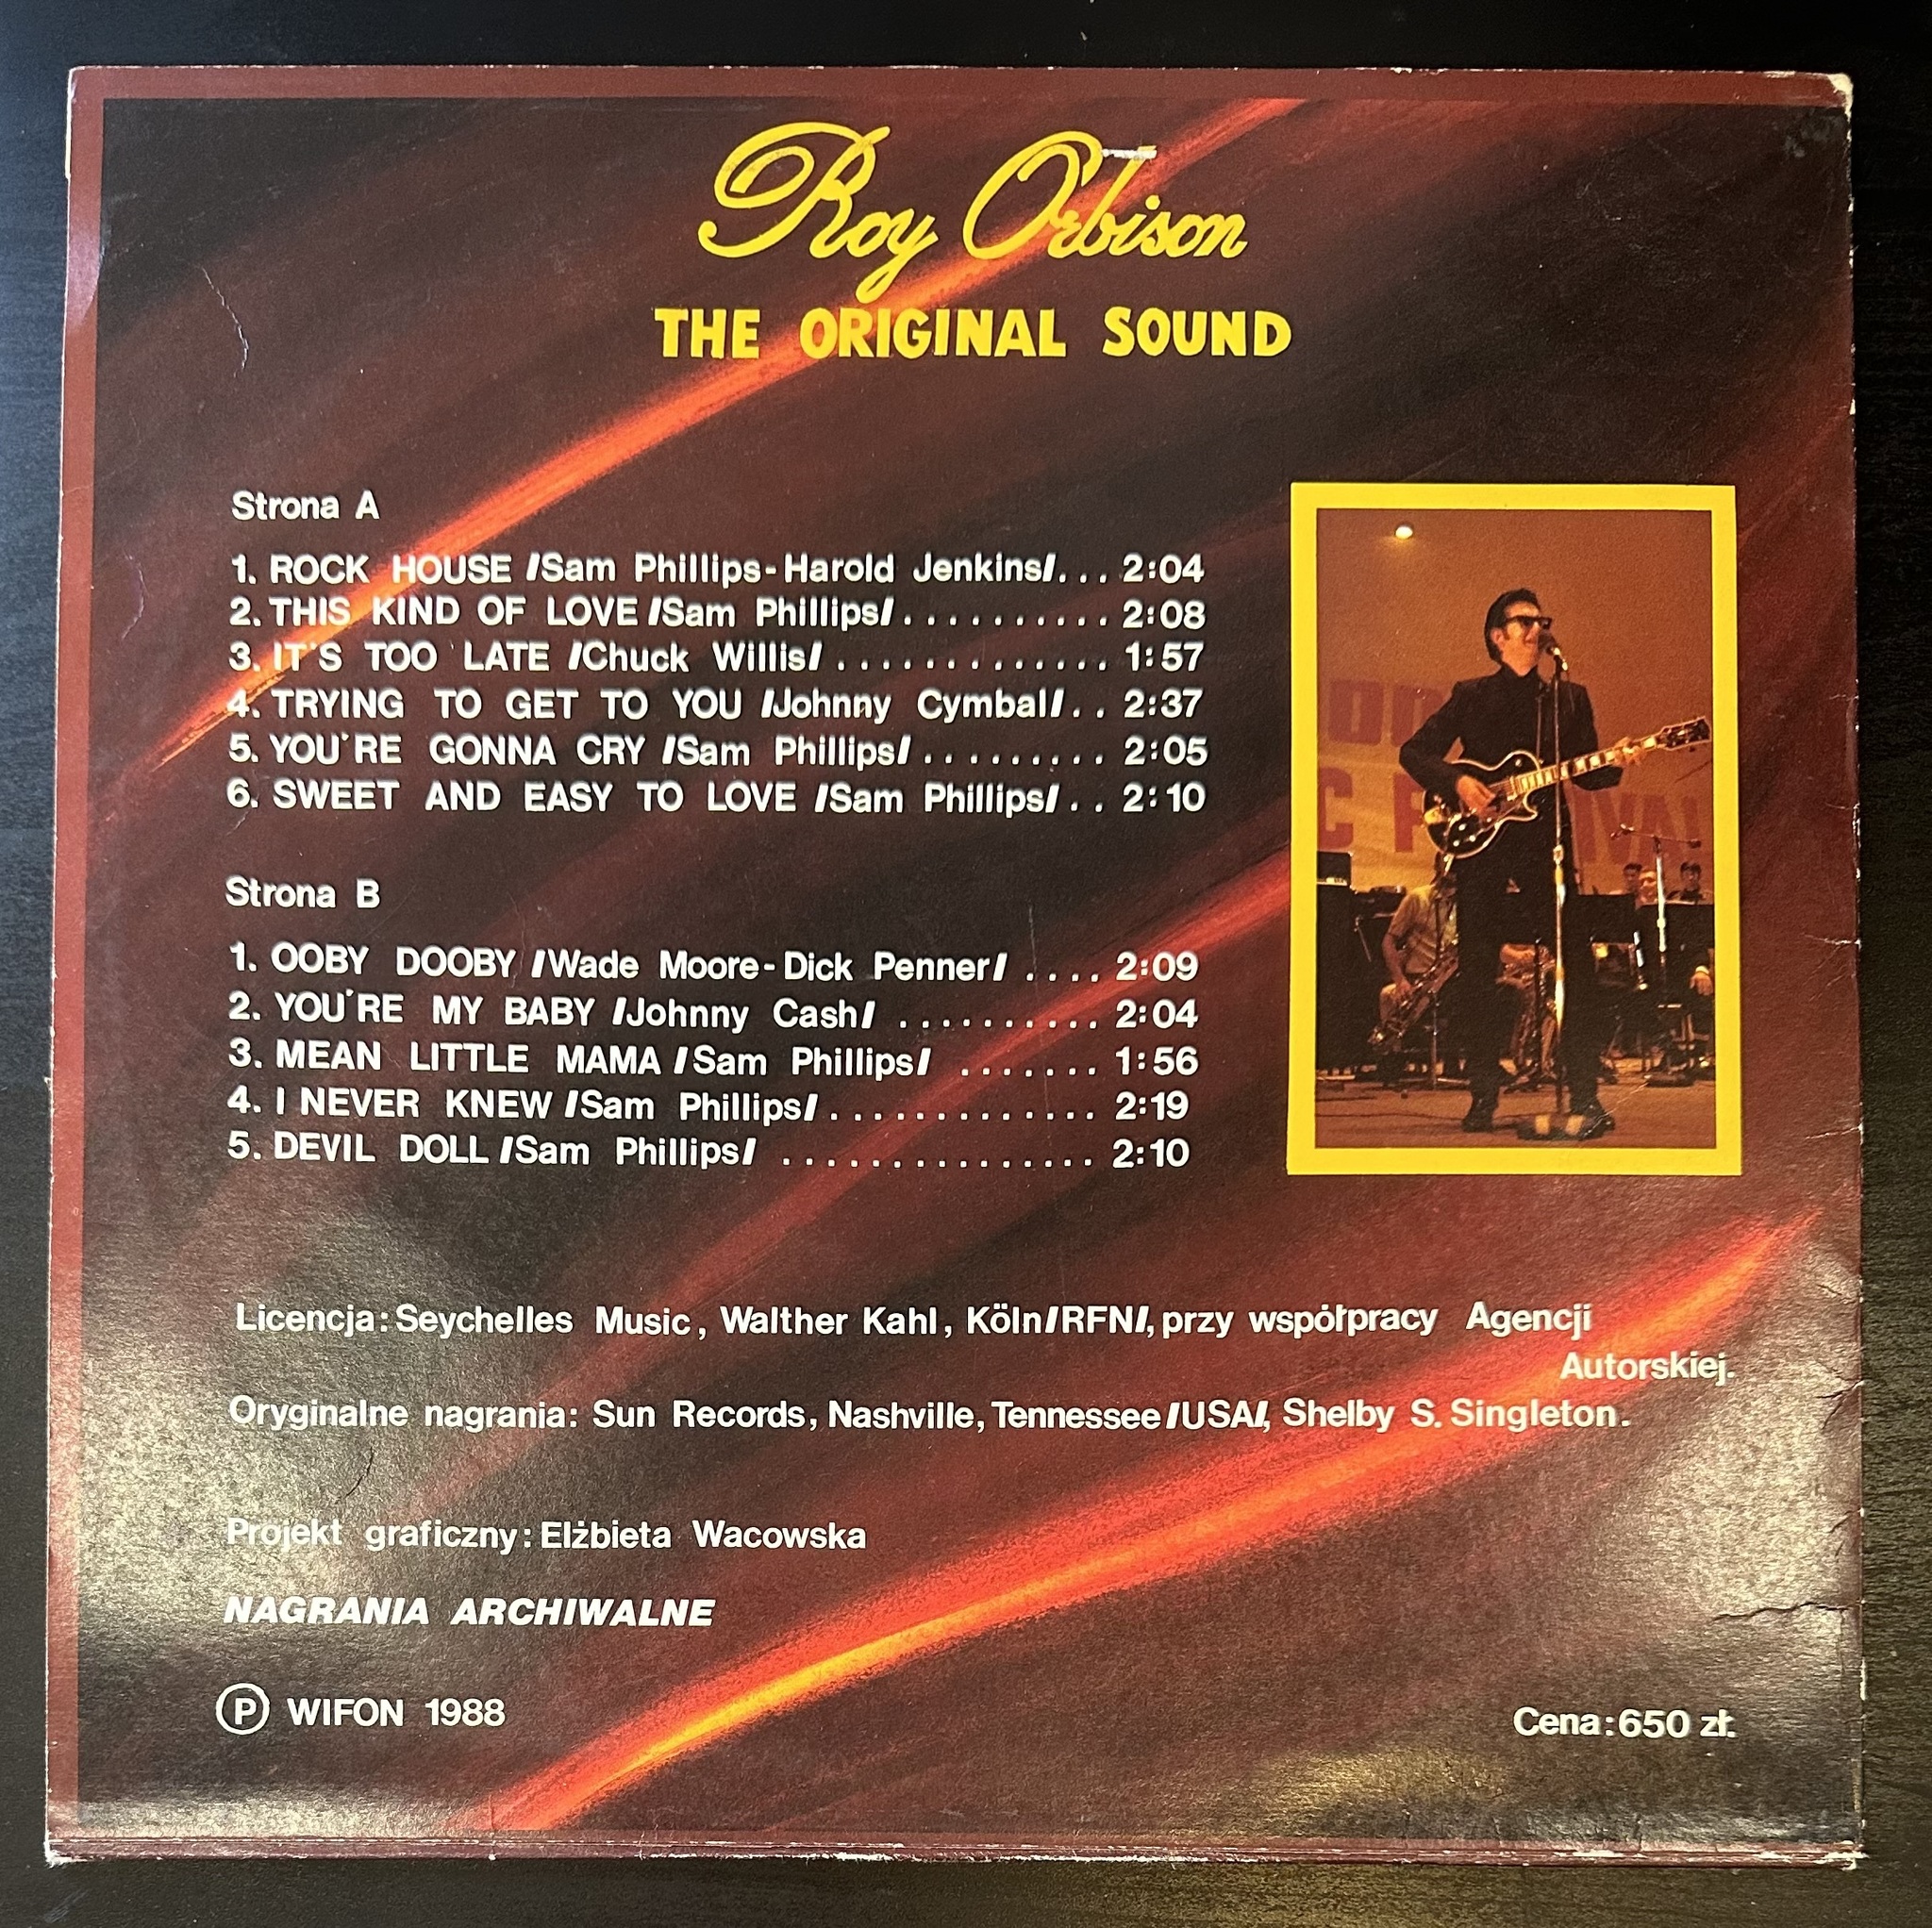 Roy Orbison
THE ORIGINAL SOUND
Strona A
1. ROCK HOUSE /Sam Phillips-Harold Jenkins/... 2:04
2. THIS KIND OF LOVE /Sam Phillips/.......... 2:08
3. IT'S TOO LATE /Chuck Willis/ ............. 1:57
4. TRYING TO GET TO YOU /Johnny Cymbal/.. 2:37
5. YOU'RE GONNA CRY /Sam Phillips/......... 2:05
6. SWEET AND EASY TO LOVE /Sam Phillips/.. 2:10
Strona B
1. OOBY DOOBY /Wade Moore-Dick Penner/ .... 2:09
2. YOU'RE MY BABY /Johnny Cash/ .......... 2:04
3. MEAN LITTLE MAMA /Sam Phillips/ ....... 1:56
4. I NEVER KNEW /Sam Phillips/............. 2:19
5. DEVIL DOLL /Sam Phillips/ ............... 2:10
Licencja: Seychelles Music, Walther Kahl, Köln/RFN/, przy współpracy Agencji
Autorskiej.
Oryginalne nagrania: Sun Records, Nashville, Tennessee/USA/, Shelby S. Singleton.
Projekt graficzny: Elżbieta Wacowska
NAGRANIA ARCHIWALNE
Ⓟ WIFON 1988
Cena: 650 zł.